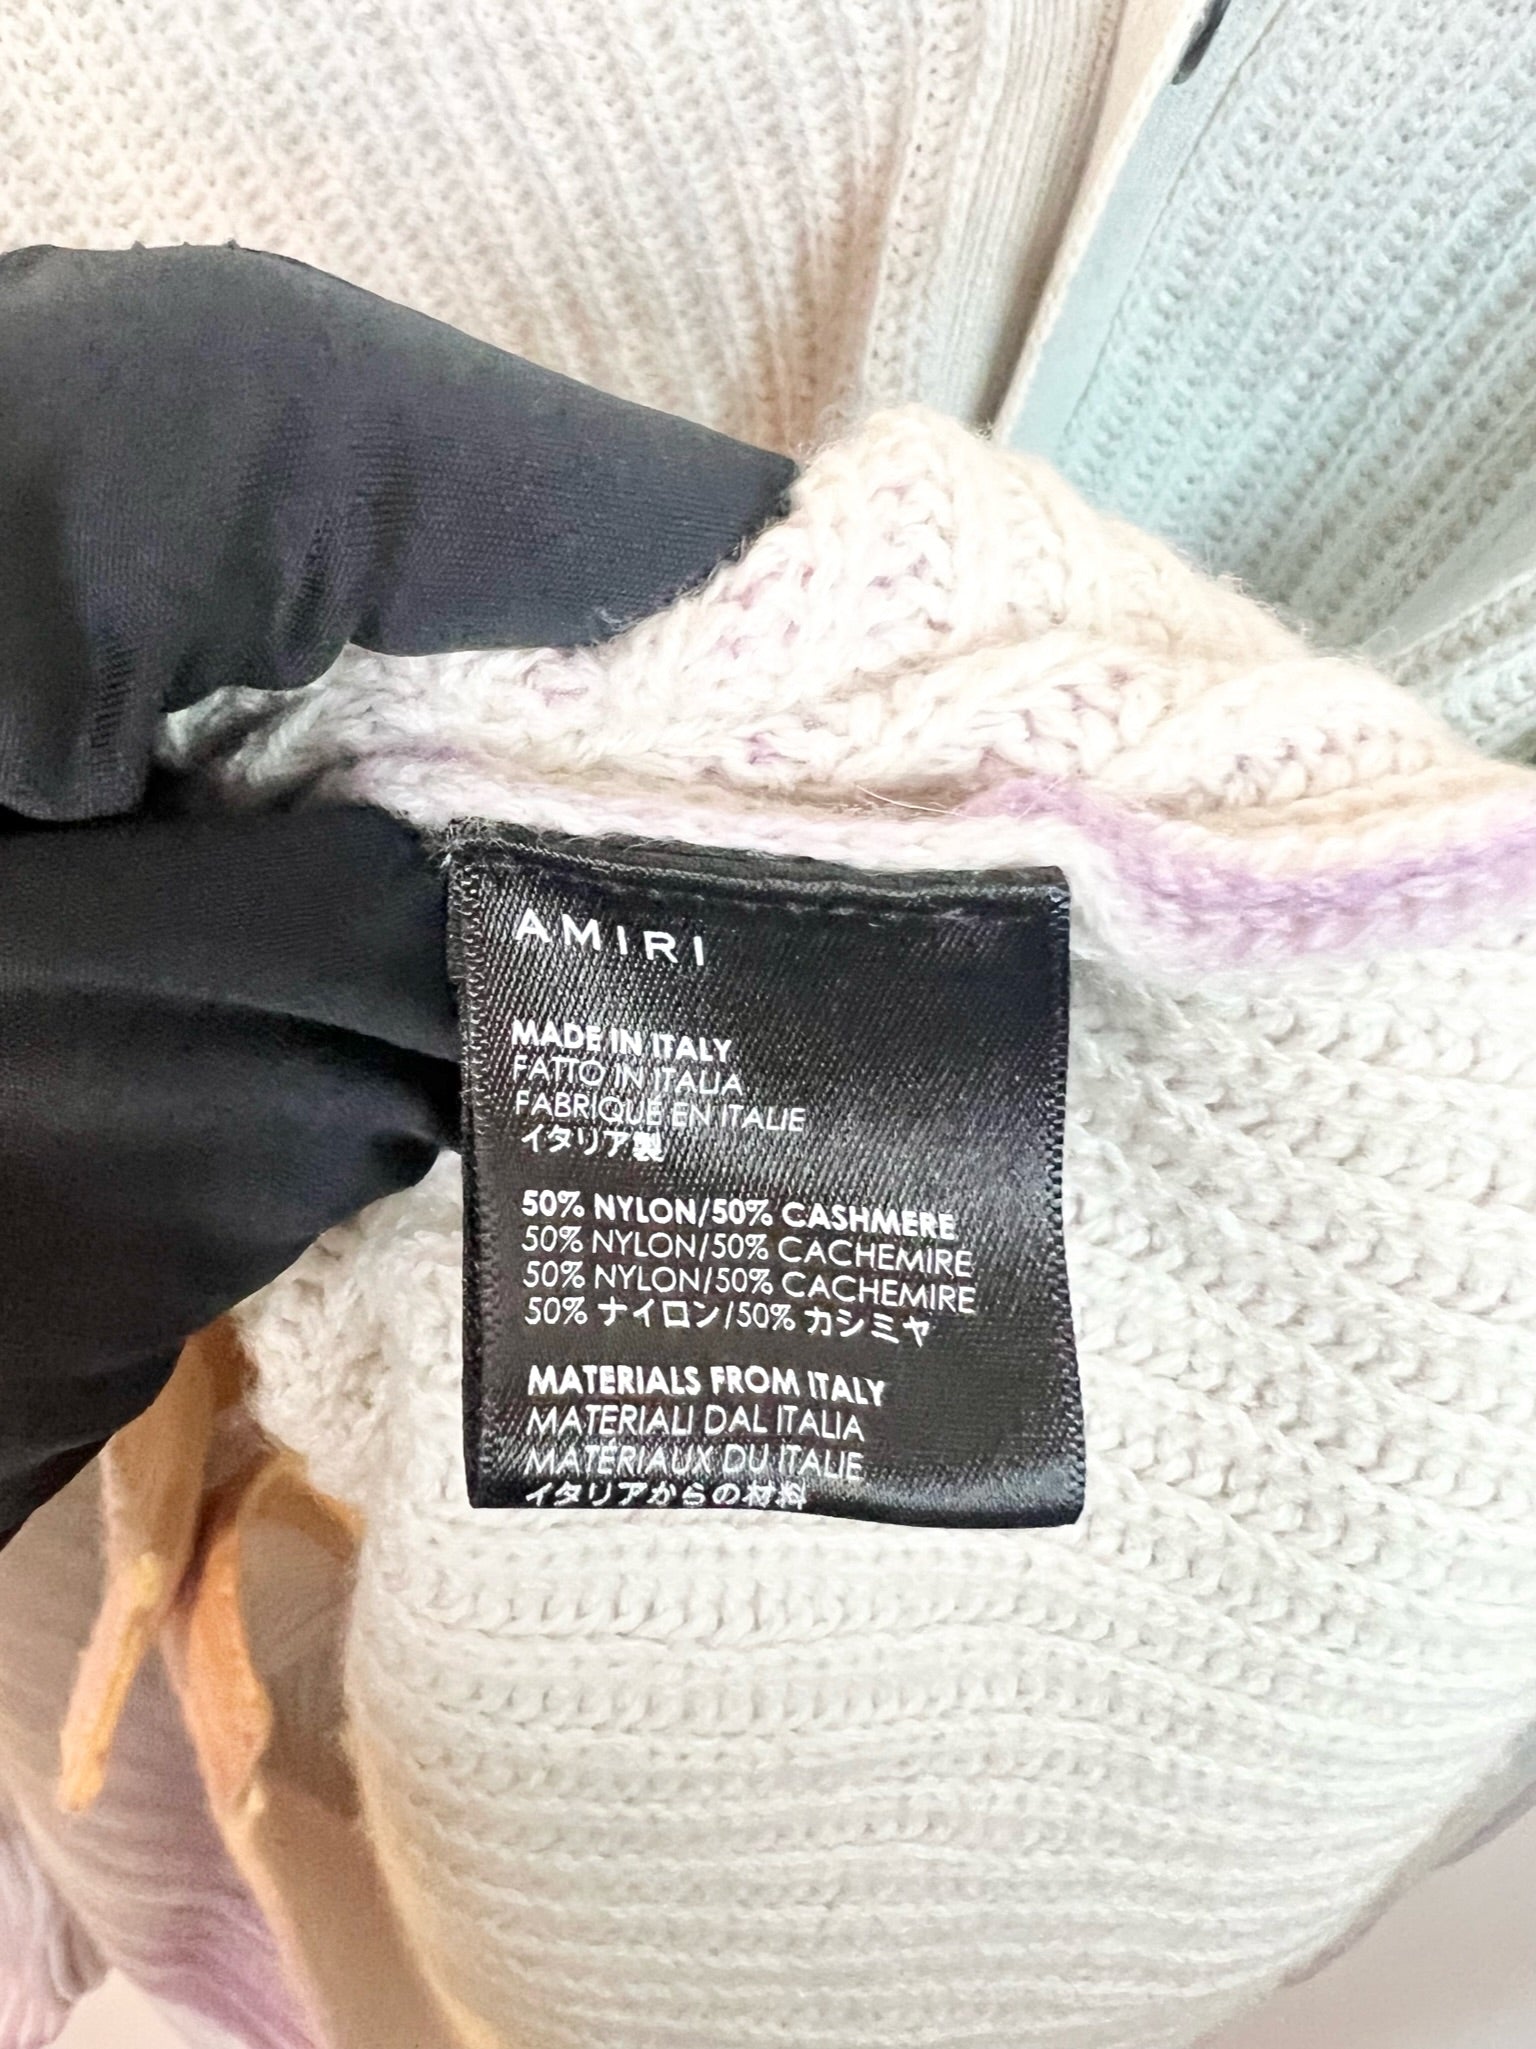 AMIRI
MADE IN ITALY
FATTO IN ITALIA
FABRIQUÉ EN ITALIE
イタリア製
50% NYLON/50% CASHMERE
50% NYLON/50% CACHEMIRE
50% NYLON/50% CACHEMIRE
50% ナイロン/50% カシミヤ
MATERIALS FROM ITALY
MATERIALI DAL ITALIA
MATÉRIAUX DU ITALIE
イタリアからの材料